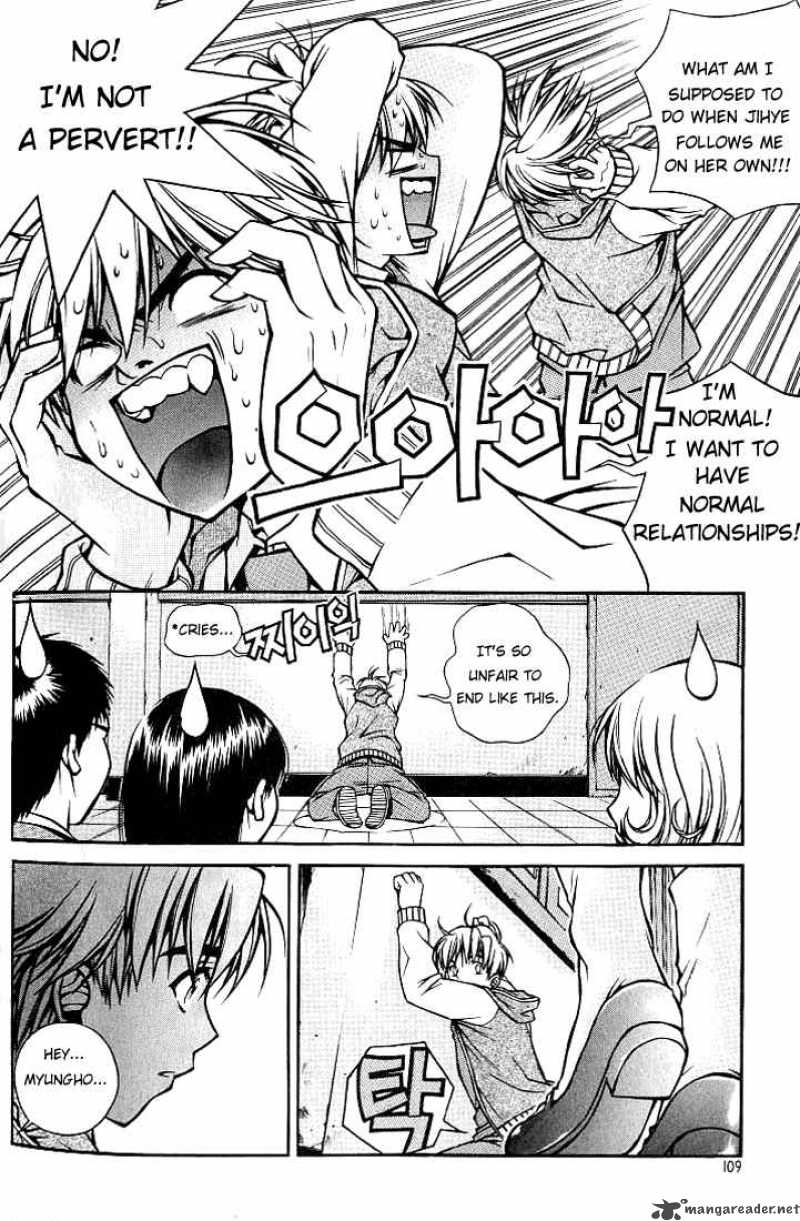 NO!
I'M NOT
A PERVERT!!
WHAT AM I
SUPPOSED TO
DO WHEN JIHYE
FOLLOWS ME
ON HER OWN!!!
으아아아
I'M
NORMAL!
I WANT TO
HAVE
NORMAL
RELATIONSHIPS!
*CRIES...
찌이익
IT'S SO
UNFAIR TO
END LIKE THIS.
HEY...
MYUNGHO...
탁
109
mangareader.net